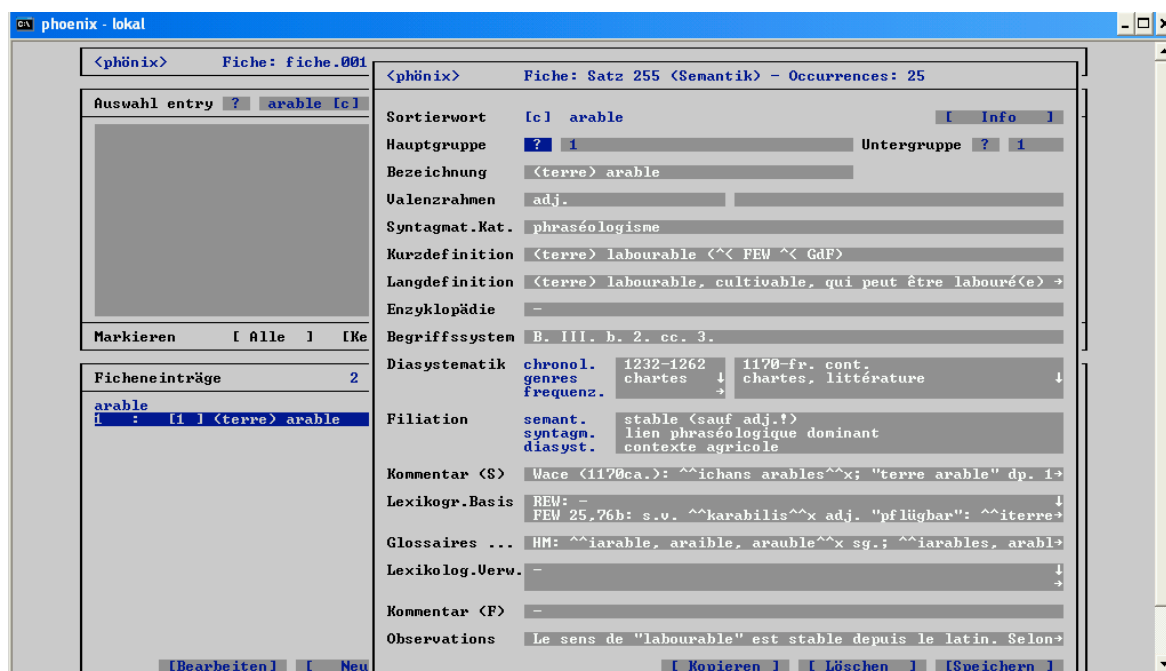 phoenix - lokal
<phönix> Fiche: fiche.001
Auswahl entry ? arable [c]
Markieren [ Alle ] [Ke
Ficheneinträge 2
arable
1 : [1 ] (terre) arable
[Bearbeiten] [ Neu
<phönix> Fiche: Satz 255 (Semantik) - Occurrences: 25
Sortierwort [c] arable [ Info ]
Hauptgruppe ? 1 Untergruppe ? 1
Bezeichnung (terre) arable
Valenzrahmen adj.
Syntagmat.Kat. phraséologisme
Kurzdefinition (terre) labourable (^< FEW ^< GdF)
Langdefinition (terre) labourable, cultivable, qui peut être labouré(e) →
Enzyklopädie -
Begriffssystem B. III. b. 2. cc. 3.
Diasystematik chronol. 1232-1262 1170-fr. cont.
genres chartes ↓ chartes, littérature ↓
frequenz. →
Filiation semant. stable (sauf adj.!)
syntagm. lien phraséologique dominant
diasyst. contexte agricole
Kommentar (S) Wace (1170ca.): ^^ichans arables^^x; "terre arable" dp. 1→
Lexikogr.Basis REW: - ↓
FEW 25,76b: s.v. ^^karabilis^^x adj. "pflügbar": ^^iterre→
Glossaires ... HM: ^^iarable, araible, arauble^^x sg.; ^^iarables, arabl→
Lexikolog.Verw. - ↓
→
Kommentar (F) -
Observations Le sens de "labourable" est stable depuis le latin. Selon→
[ Kopieren ] [ Löschen ] [Speichern ]